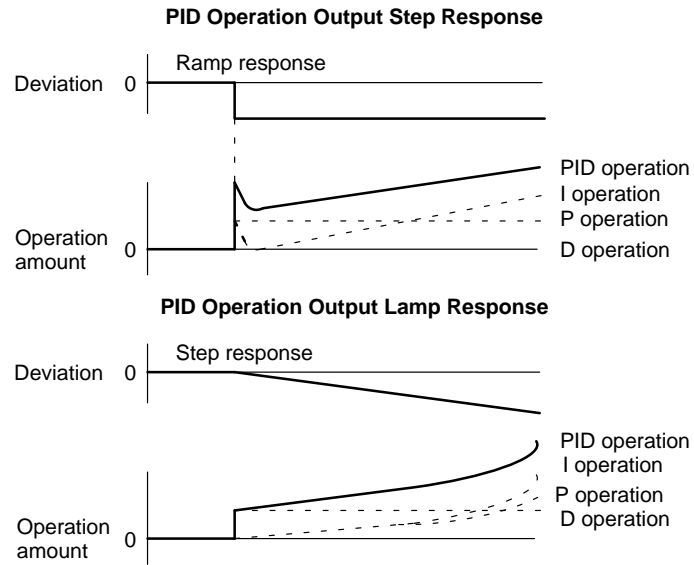 PID Operation Output Step Response
Ramp response
Deviation 0
PID operation
I operation
P operation
Operation amount 0
D operation
PID Operation Output Lamp Response
Step response
Deviation 0
PID operation
I operation
P operation
D operation
Operation amount 0